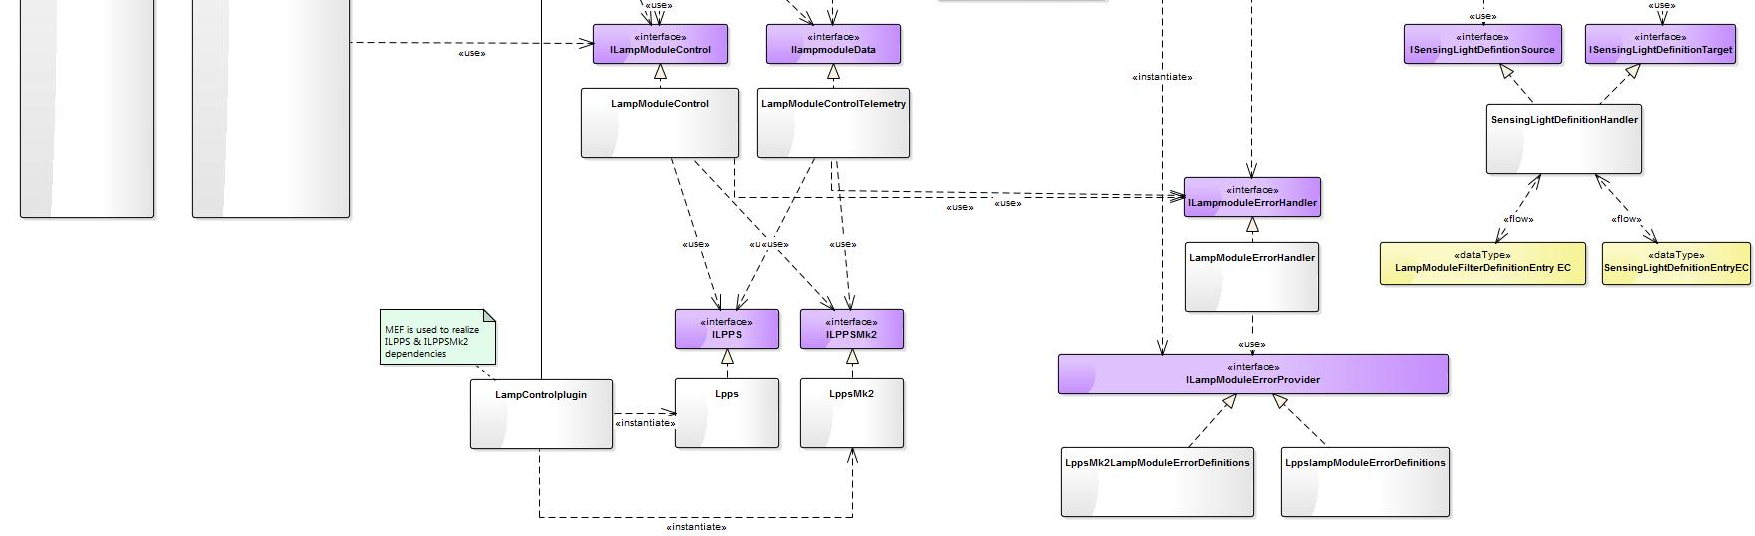 «use»
«use»
«use»
«interface»
ILampModuleControl
«interface»
IlampmoduleData
«interface»
ISensingLightDefintionSource
«interface»
ISensingLightDefinitionTarget
«use»
«instantiate»
LampModuleControl
LampModuleControlTelemetry
SensingLightDefinitionHandler
«interface»
ILampmoduleErrorHandler
«use»
«use»
«flow»
«flow»
«use»
«u«use»
«use»
LampModuleErrorHandler
«dataType»
LampModuleFilterDefinitionEntry EC
«dataType»
SensingLightDefnitionEntryEC
MEF is used to realize
ILPPS & ILPPSMk2
dependencies
«interface»
ILPPS
«interface»
ILPPSMk2
«use»
«interface»
ILampModuleErrorProvider
LampControlplugin
«instantiate»
Lpps
LppsMk2
LppsMk2LampModuleErrorDefinitions
LppslampModuleErrorDefinitions
«instantiate»